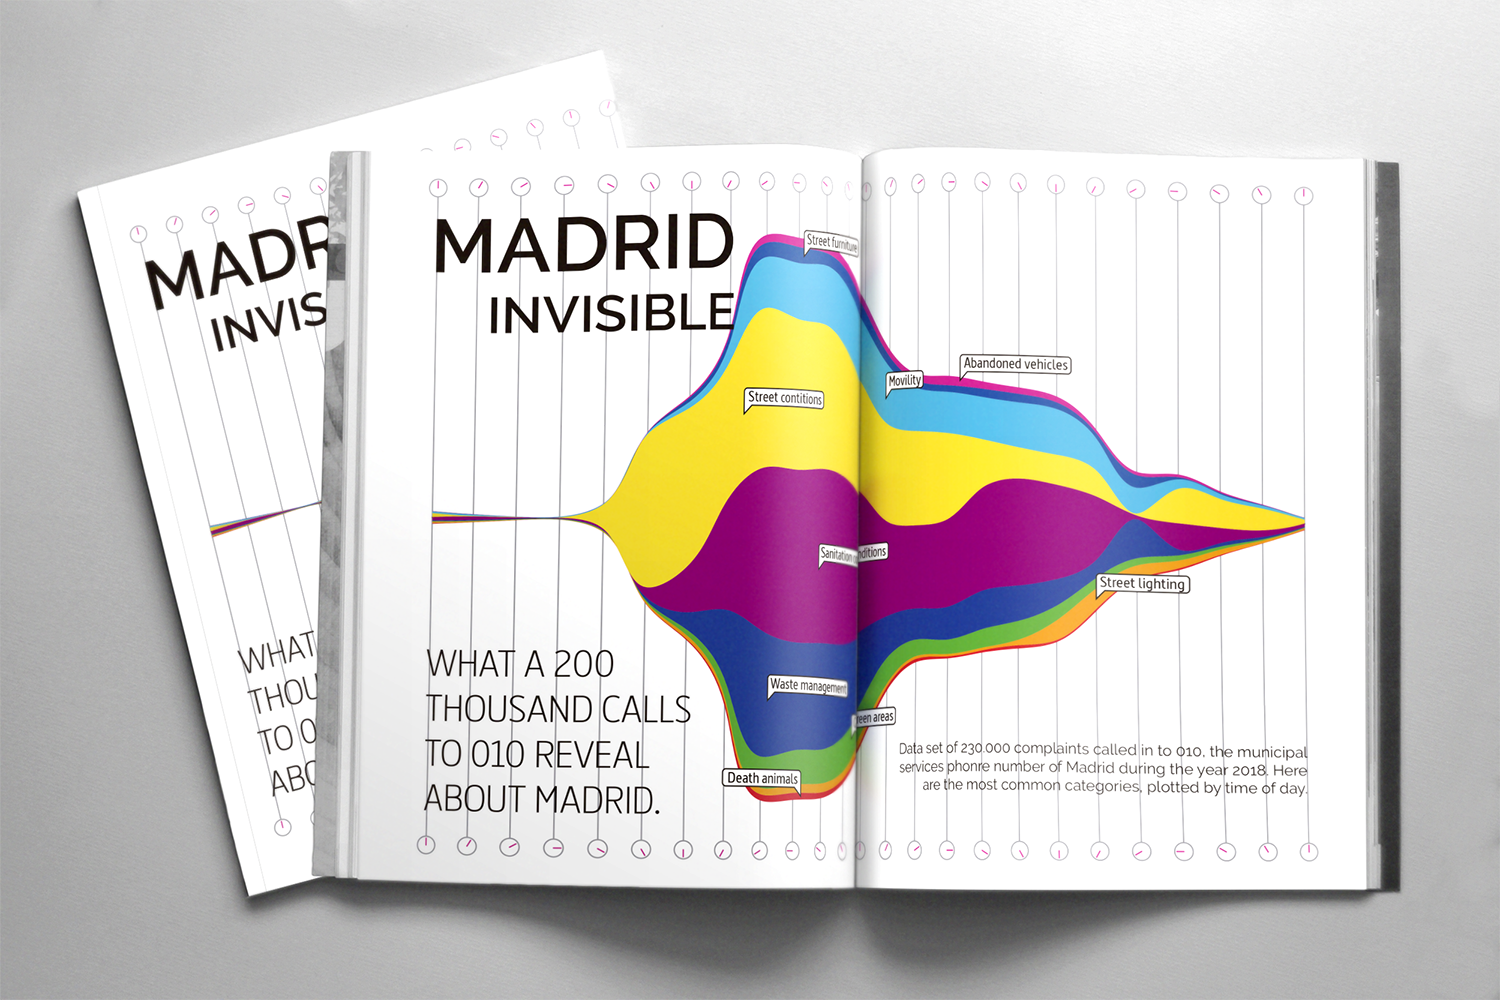 MADR
INVIS
WHAT
THOU
TO 0
ABO
MADRID
INVISIBLE
Street furniture
Abandoned vehicles
Movility
Street contitions
Sanitation nditions
Street lighting
Waste management
een areas
Death animals
WHAT A 200
THOUSAND CALLS
TO 010 REVEAL
ABOUT MADRID.
Data set of 230.000 complaints called in to 010, the municipal
services phonre number of Madrid during the year 2018. Here
are the most common categories, plotted by time of day.